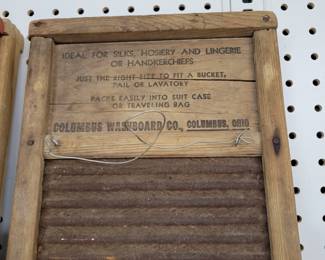 IDEAL FOR SILKS, HOSIERY AND LINGERIE
OR HANDKERCHIEFS
JUST THE RIGHT SIZE TO FIT A BUCKET,
PAIL OR LAVATORY
PACKS EASILY INTO SUIT CASE
OR TRAVELING BAG
COLUMBUS WASHBOARD CO., COLUMBUS, OHIO